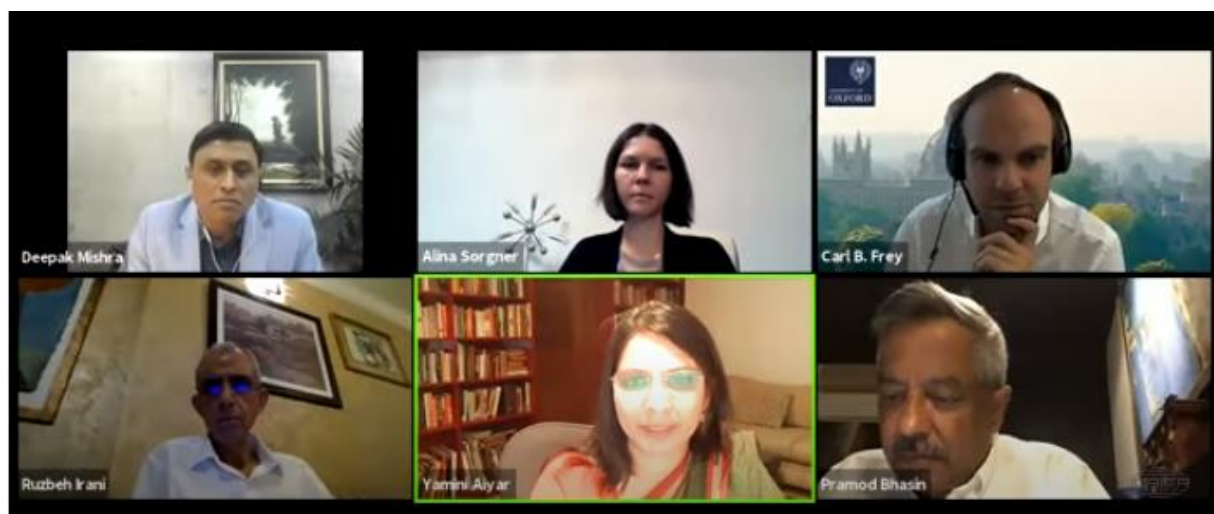 OXFORD
Deepak Mishra
Alina Sorgner
Carl B. Frey
Ruzbeh Irani
Yamini Aiyar
Pramod Bhasin